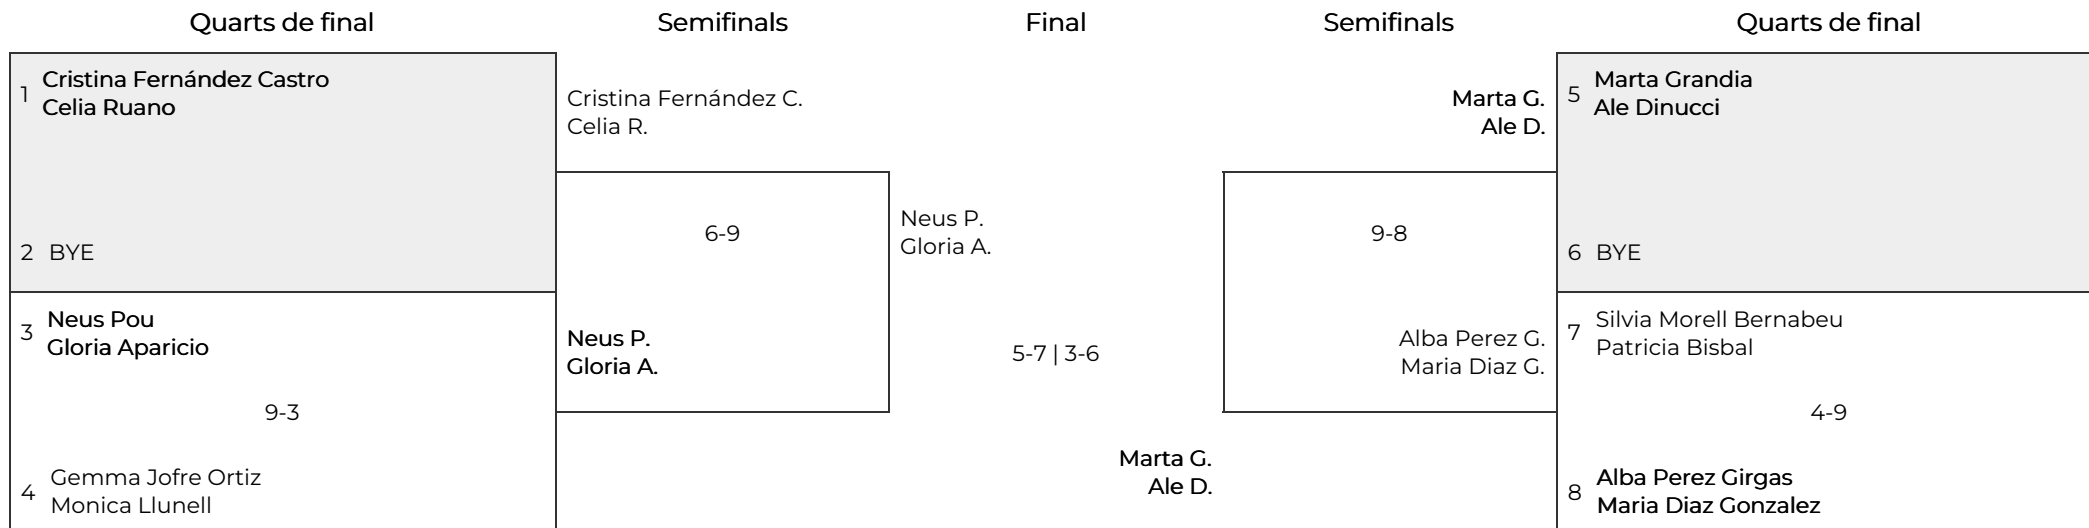 Quarts de final
Semifinals
Final
Semifinals
Quarts de final
1
Cristina Fernández Castro
Celia Ruano
2 BYE
3
Neus Pou
Gloria Aparicio
9-3
4
Gemma Jofre Ortiz
Monica Llunell
Cristina Fernández C.
Celia R.
6-9
Neus P.
Gloria A.
Neus P.
Gloria A.
5-7 | 3-6
Marta G.
Ale D.
Marta G.
Ale D.
9-8
Alba Perez G.
Maria Diaz G.
5
Marta Grandia
Ale Dinucci
6 BYE
7
Silvia Morell Bernabeu
Patricia Bisbal
4-9
8
Alba Perez Girgas
Maria Diaz Gonzalez